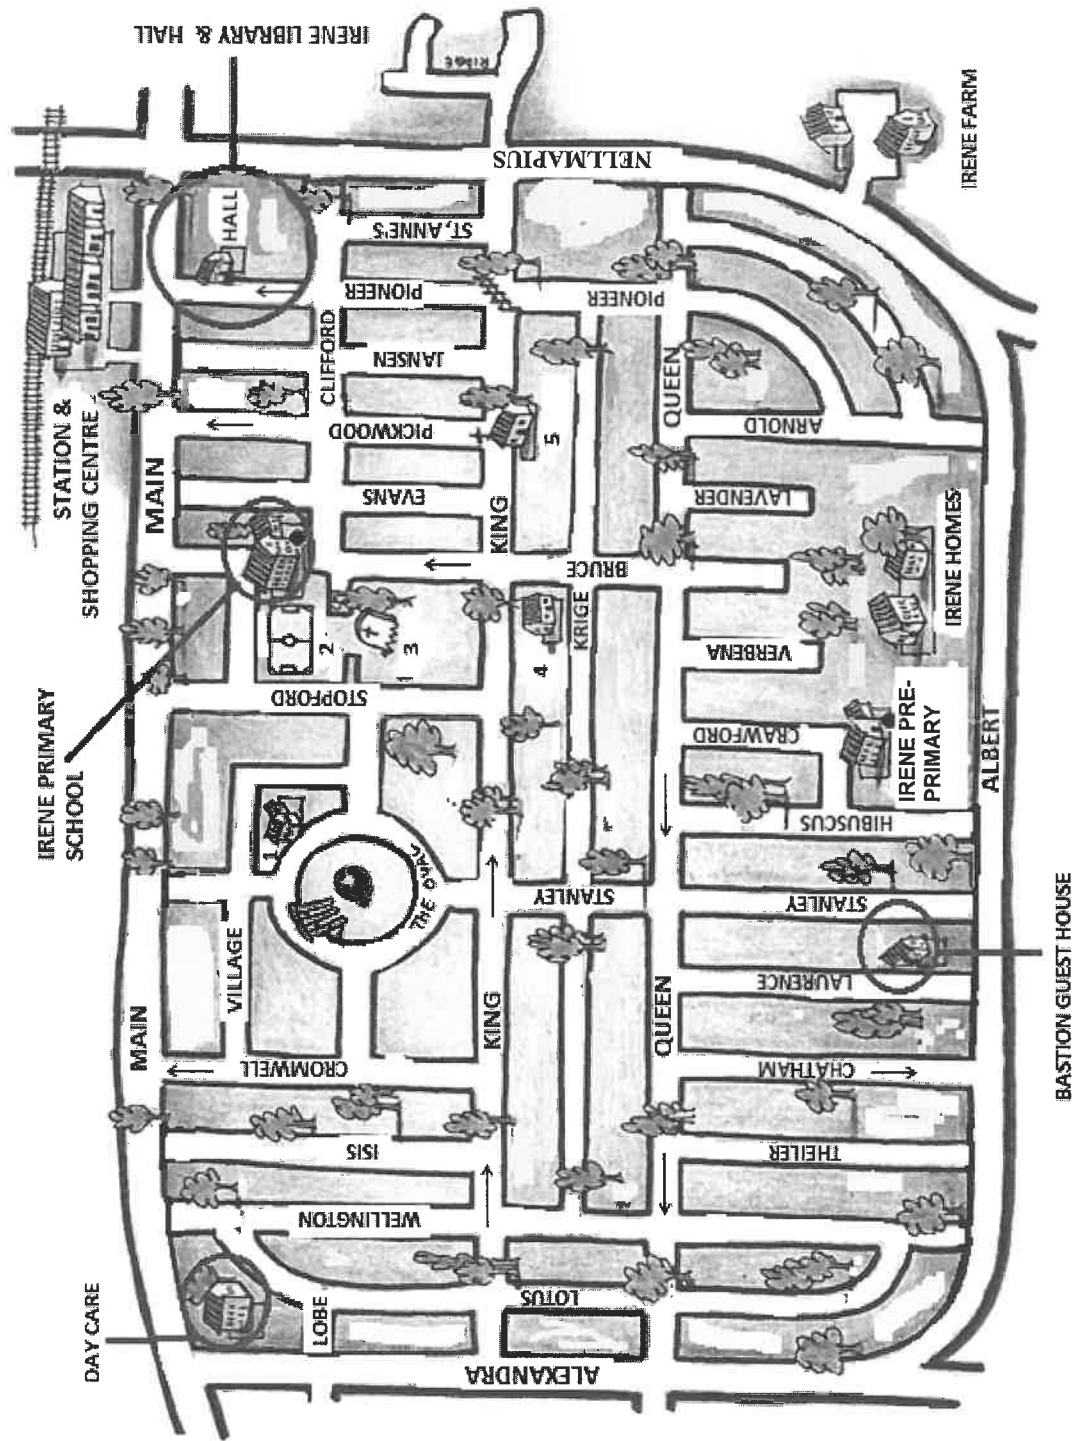 IRENE LIBRARY & HALL
RIDGE
STATION &
SHOPPING CENTRE
HALL
NELLMAPIUS
IRENE FARM
ST, ANNE'S
PIONEER
PIONEER
CLIFFORD
JANSEN
PICKWOOD
EVANS
MAIN
KING
5
QUEEN
ARNOLD
LAVENDER
BRUCE
KRIGE
4
VERBENA
IRENE HOMES
IRENE PRIMARY
SCHOOL
2
3
STOPFORD
CRAWFORD
IRENE PRE-
PRIMARY
ALBERT
HIBUSCUS
1
THE OVAL
STANLEY
STANLEY
VILLAGE
MAIN
KING
QUEEN
LAURENCE
BASTION GUEST HOUSE
CROMWELL
CHATHAM
ISIS
THEILER
WELLINGTON
DAY CARE
LOBE
LOTUS
ALEXANDRA